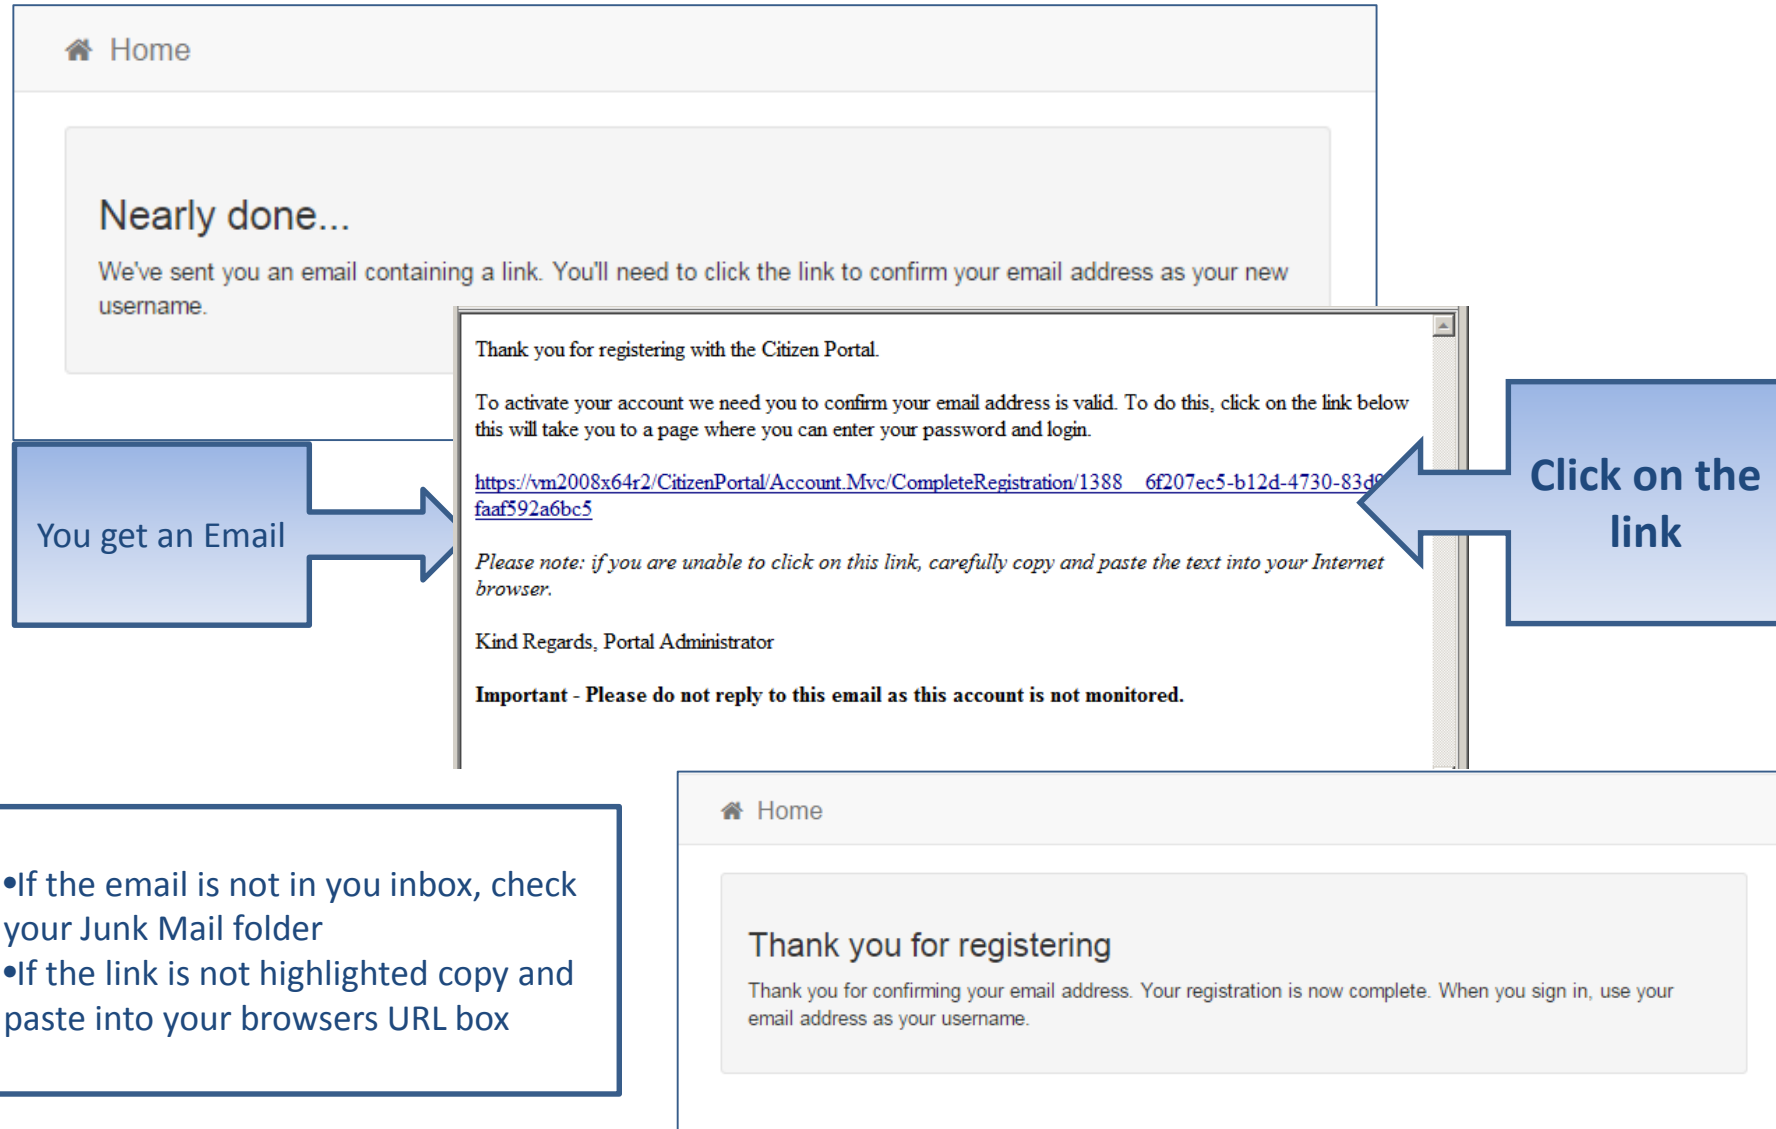 Home
Nearly done...
We've sent you an email containing a link. You'll need to click the link to confirm your email address as your new
username.
Thank you for registering with the Citizen Portal.
To activate your account we need you to confirm your email address is valid. To do this, click on the link below
this will take you to a page where you can enter your password and login.
https://vm2008x64r2/CitizenPortal/Account.Mvc/CompleteRegistration/1388 6f207ec5-b12d-4730-83d9
faaf592a6bc5
Please note: if you are unable to click on this link, carefully copy and paste the text into your Internet
browser.
Kind Regards, Portal Administrator
Important - Please do not reply to this email as this account is not monitored.
You get an Email
Click on the
link
•If the email is not in you inbox, check
your Junk Mail folder
•If the link is not highlighted copy and
paste into your browsers URL box
Home
Thank you for registering
Thank you for confirming your email address. Your registration is now complete. When you sign in, use your
email address as your username.